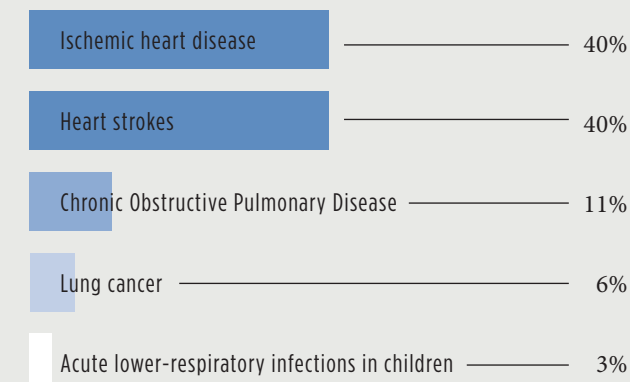 Ischemic heart disease 40%
Heart strokes 40%
Chronic Obstructive Pulmonary Disease 11%
Lung cancer 6%
Acute lower-respiratory infections in children 3%